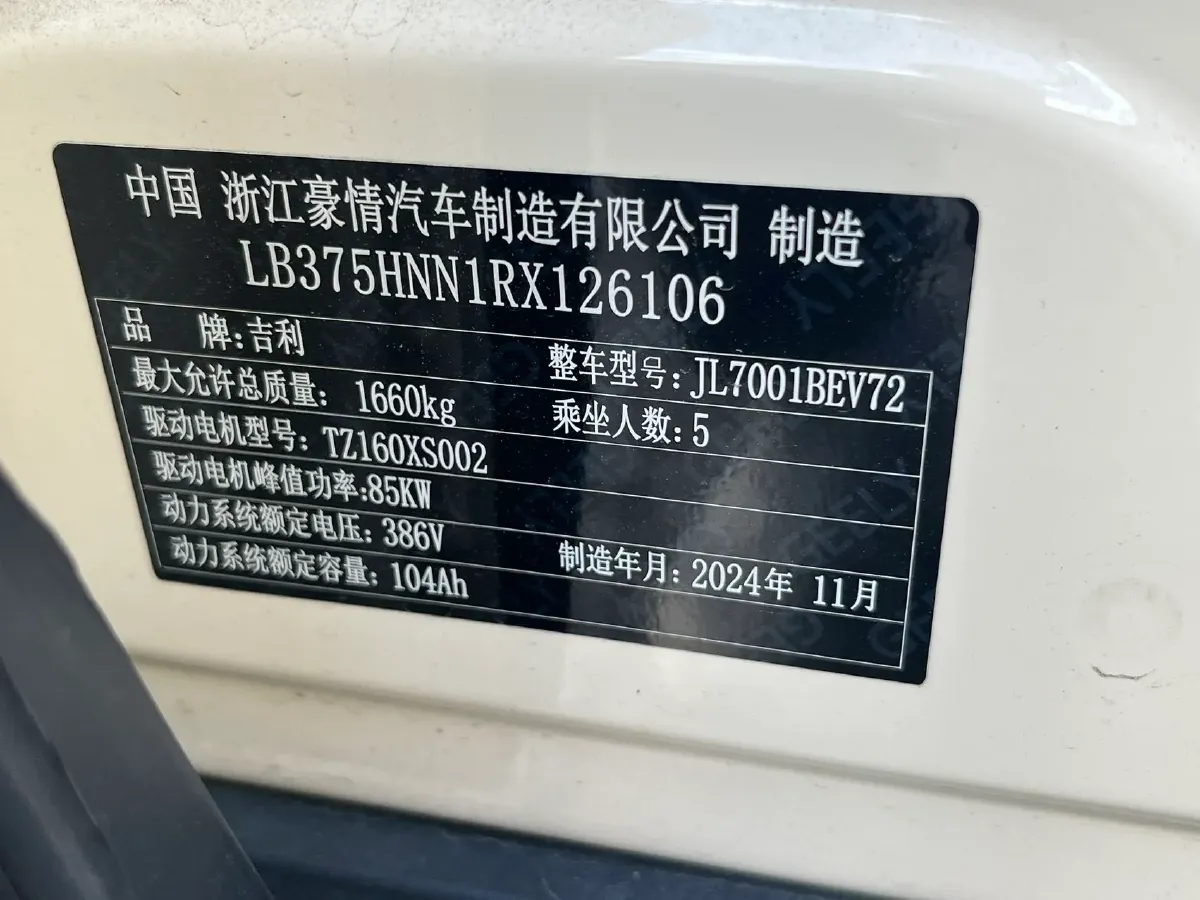 中国 浙江豪情汽车制造有限公司 制造
LB375HNN1RX126106
品 牌:吉利 整车型号:JL7001BEV72
最大允许总质量: 1660kg 乘坐人数:5
驱动电机型号: TZ160XS002
驱动电机峰值功率:85KW
动力系统额定电压: 386V
动力系统额定容量: 104Ah 制造年月: 2024年 11月
GEELY
GEELY